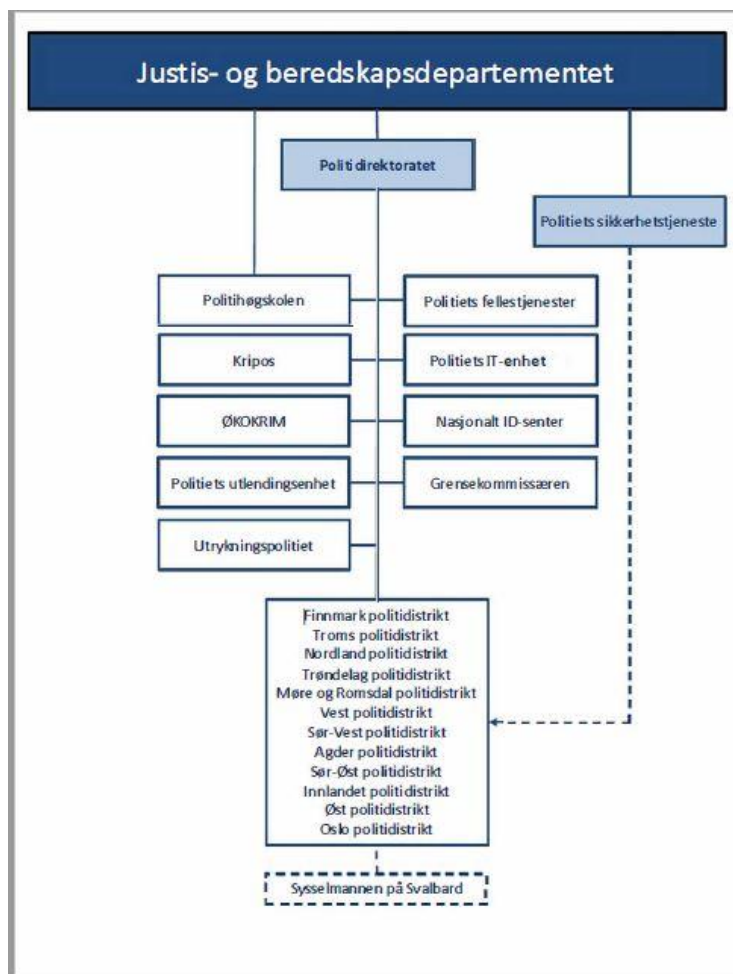 Justis- og beredskapsdepartementet
Politidirektoratet
Politiets sikkerhetstjeneste
Politihøgskolen
Politiets fellestjenester
Kripos
Politiets IT-enhet
ØKOKRIM
Nasjonalt ID-senter
Politiets utlendingsenhet
Grensekommissæren
Utrykningspolitiet
Finnmark politidistrikt
Troms politidistrikt
Nordland politidistrikt
Trøndelag politidistrikt
Møre og Romsdal politidistrikt
Vest politidistrikt
Sør-Vest politidistrikt
Agder politidistrikt
Sør-Øst politidistrikt
Innlandet politidistrikt
Øst politidistrikt
Oslo politidistrikt
Sysselmannen på Svalbard